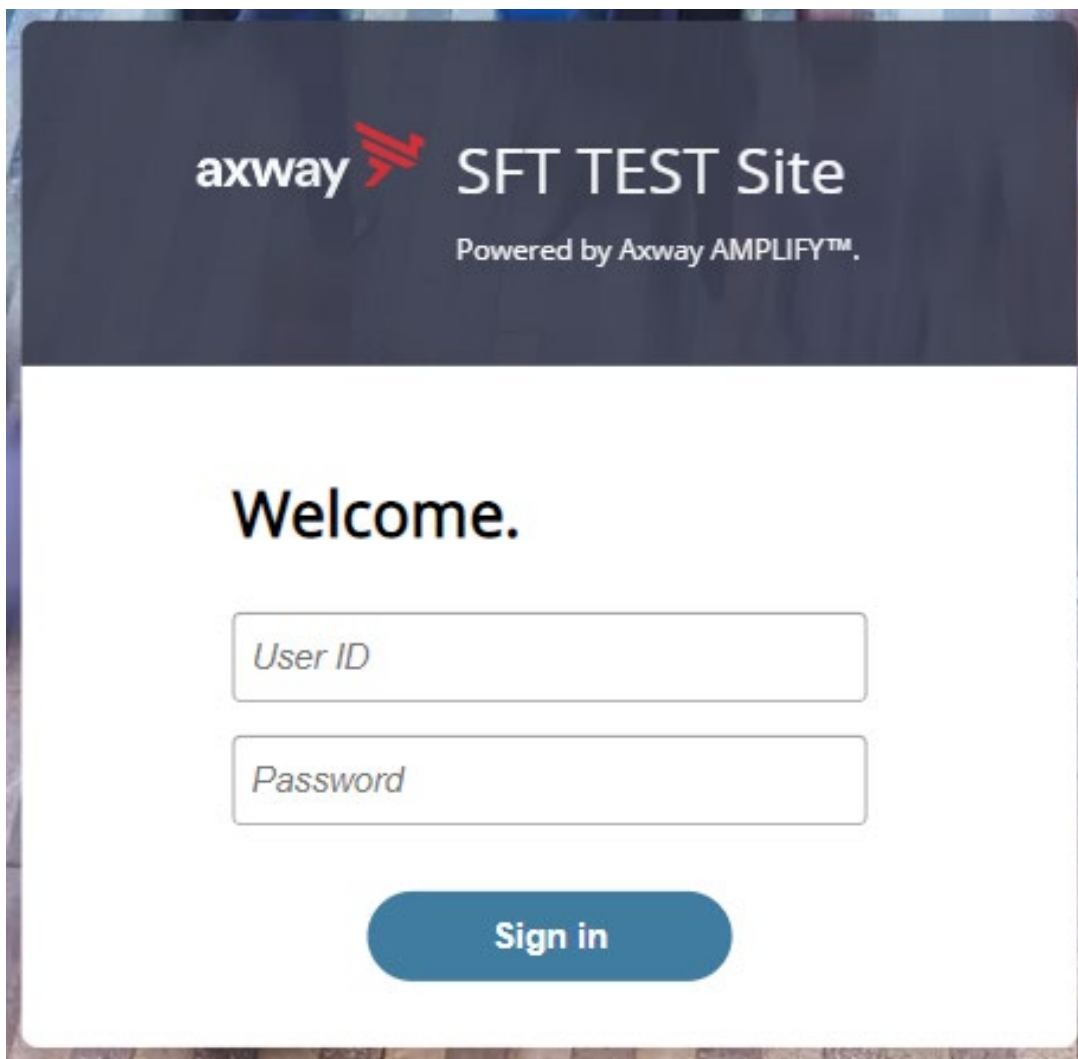 axway SFT TEST Site
Powered by Axway AMPLIFY™.
Welcome.
User ID
Password
Sign in